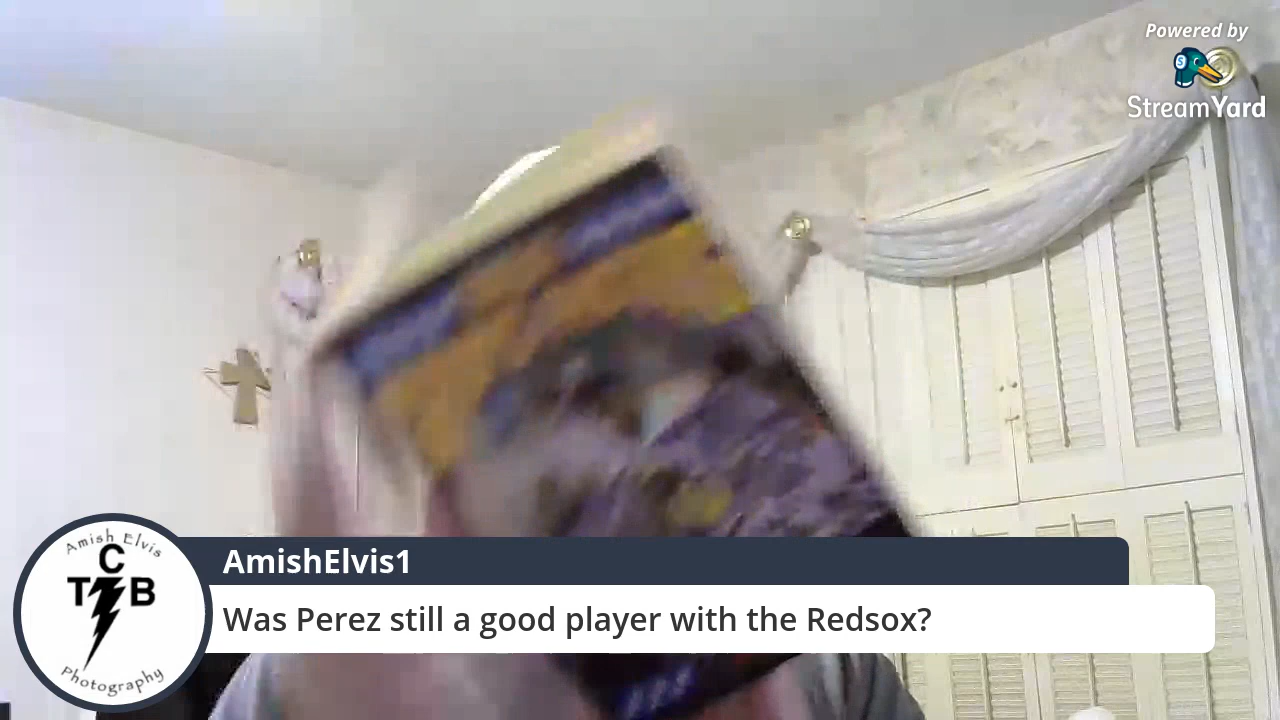 Powered by
StreamYard
AmishElvis1
Was Perez still a good player with the Redsox?
Amish Elvis
C
T B
Photography